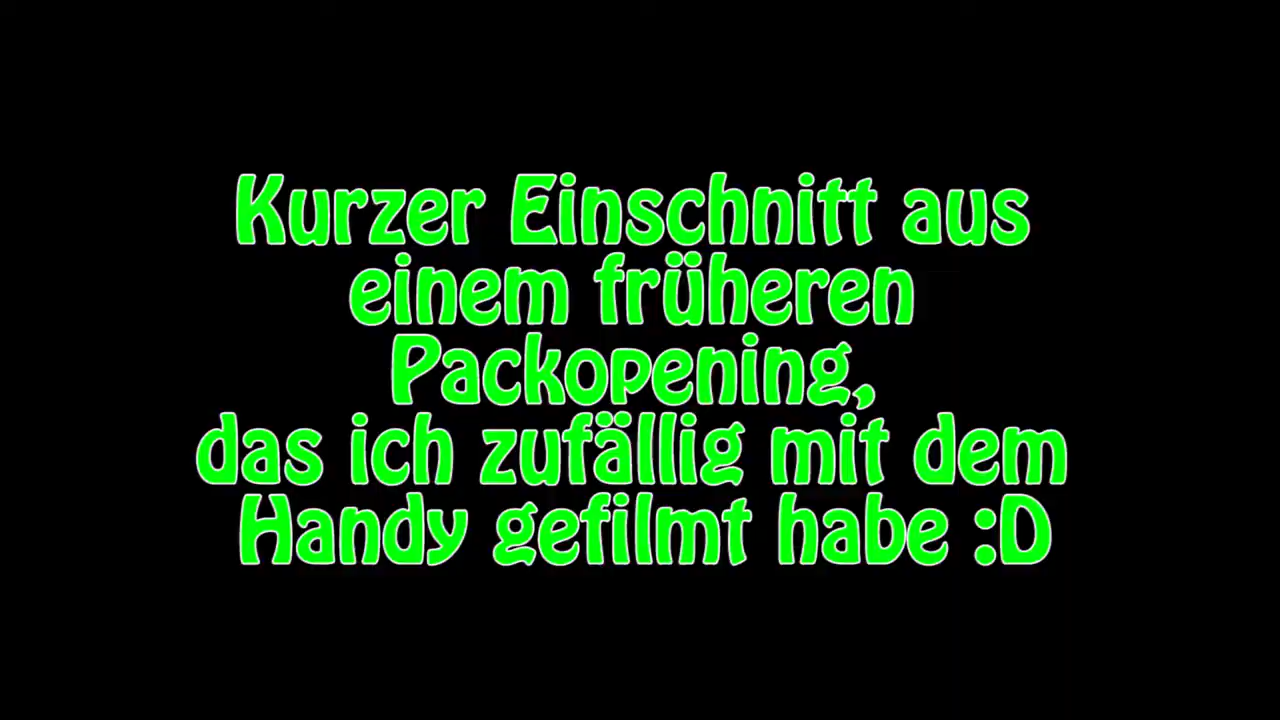 Kurzer Einschnitt aus
einem früheren
Packopening,
das ich zufällig mit dem
Handy gefilmt habe :D